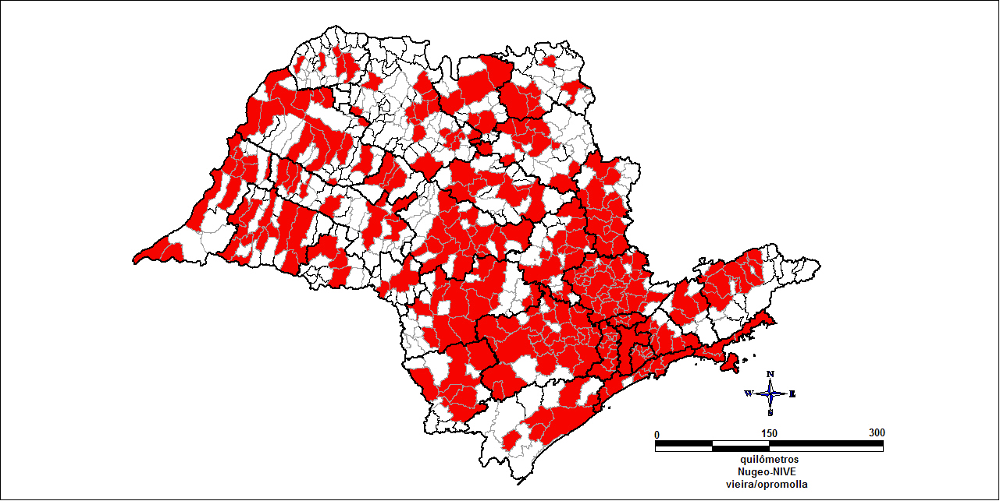 N
W E
S
0 150 300
quilômetros
Nugeo-NIVE
vieira/opromolla